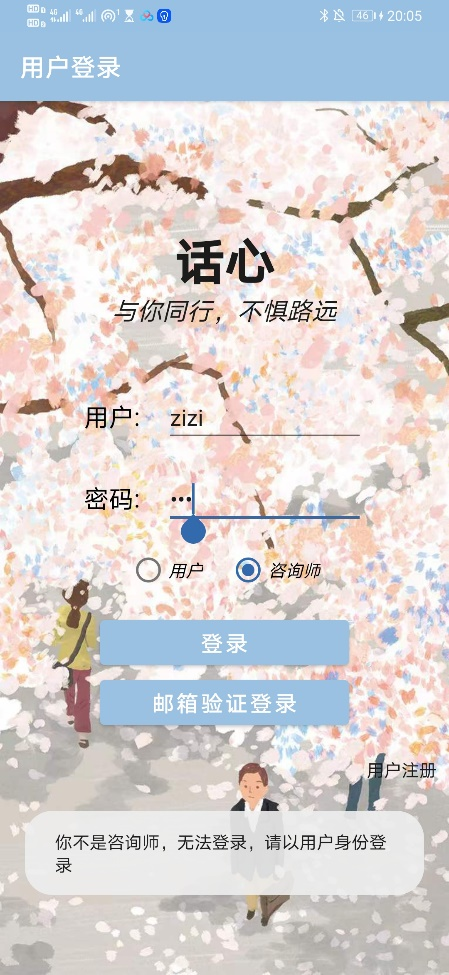 46 20:05
用户登录
话心
与你同行，不惧路远
用户: zizi
密码: •••
用户 咨询师
登录
邮箱验证登录
用户注册
你不是咨询师，无法登录，请以用户身份登
录